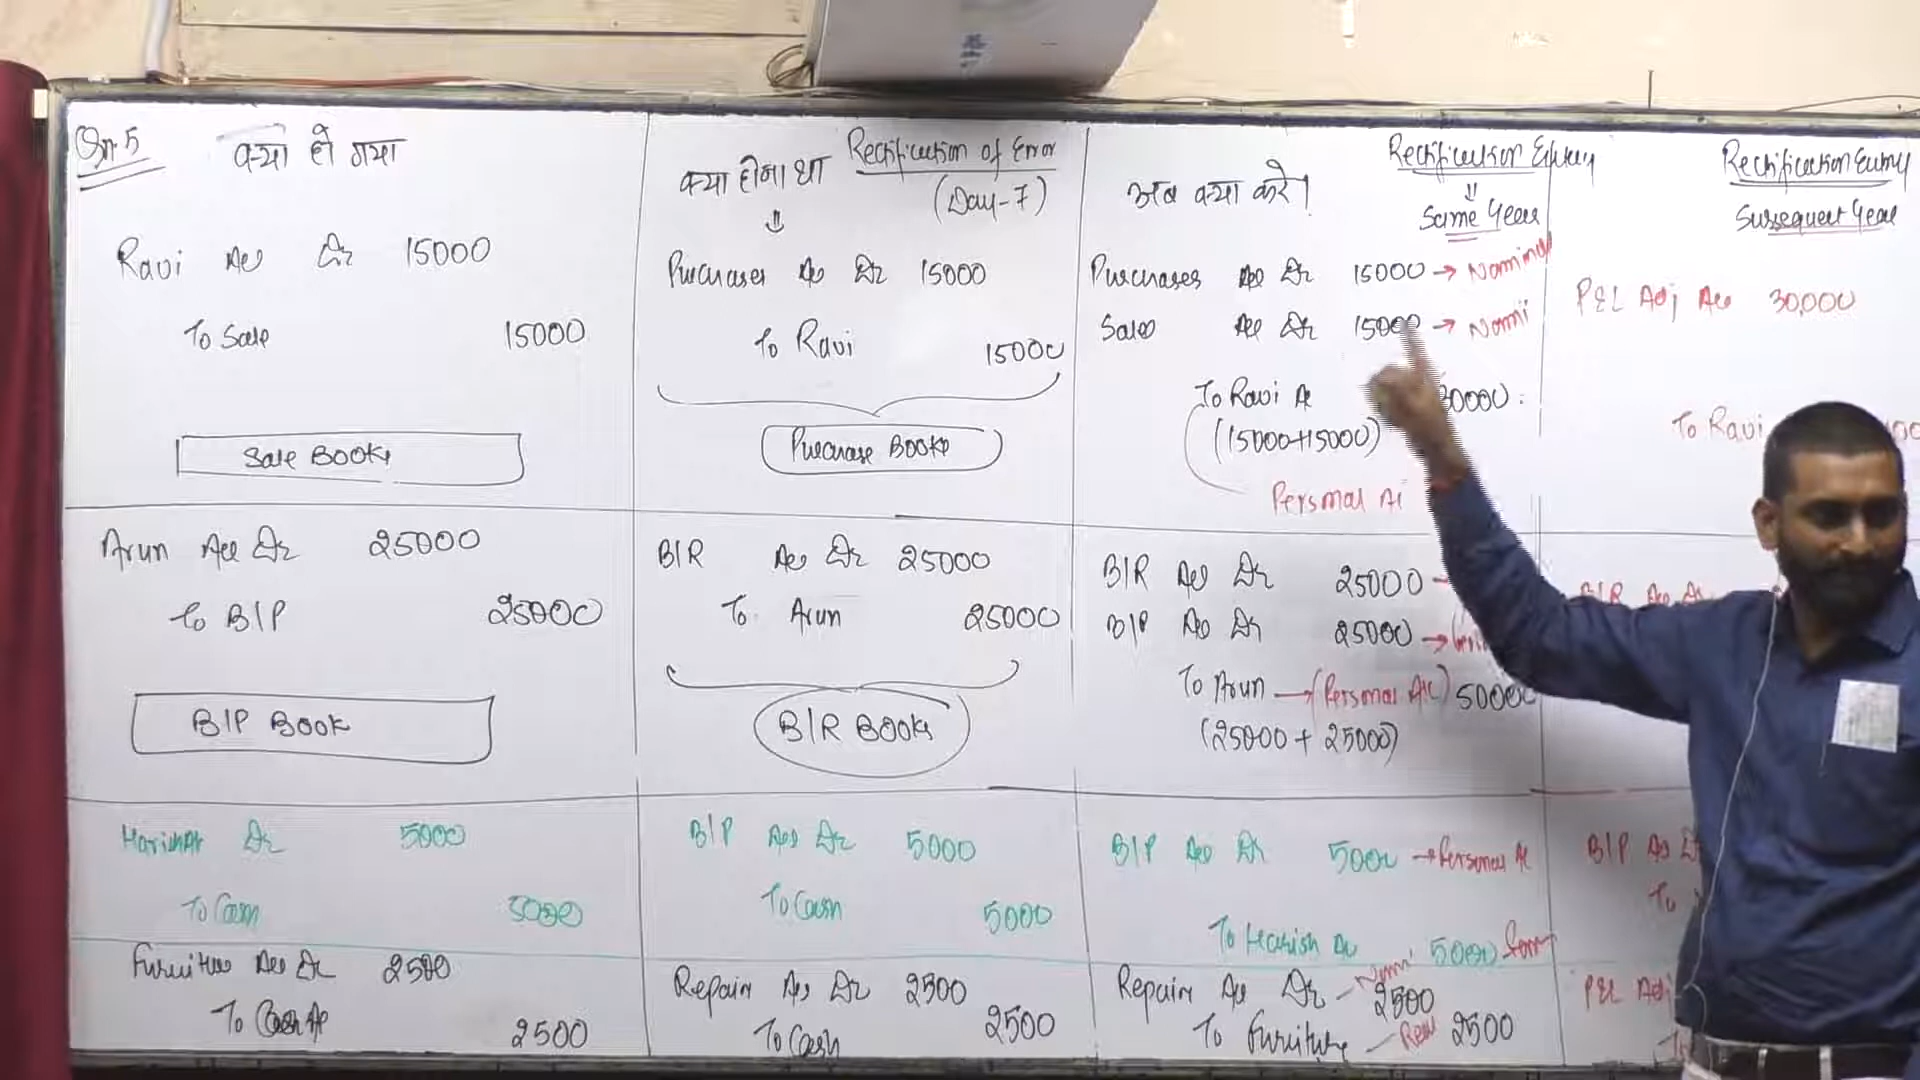 Qn.5
क्या हो गया
Ravi A/c Dr 15000
To Sale 15000
Sale Book
क्या होना था
Rectification of Error
(Day-7)
⇓
Purchases A/c Dr 15000
To Ravi 15000
Purchase Book
अब क्या करे।
Rectification Entry
⇓
Same Year
Purchases A/c Dr 15000 → Nominal
Sales A/c Dr 15000 → Nomi
To Ravi A/c 30000
(15000+15000)
Personal A/c
Rectification Entry
Subsequent Year
P&L Adj A/c 30,000
To Ravi
Arun A/c Dr 25000
To B/P 25000
B/P Book
B/R A/c Dr 25000
To Arun 25000
B/R Book
B/R A/c Dr 25000
B/P A/c Dr 25000 →
To Arun → (Personal A/c) 50000
(25000 + 25000)
B/R A/c Dr
Harish A/c Dr 5000
To Cash 5000
B/P A/c Dr 5000
To Cash 5000
B/P A/c Dr 5000 → Personal A/c
To Harish A/c 5000
B/P A/c D
To
Furniture A/c Dr 2500
To Cash A/c 2500
Repair A/c Dr 2500
To Cash 2500
Repair A/c Dr - Nomi 2500
To Furniture - Real 2500
P&L Adj